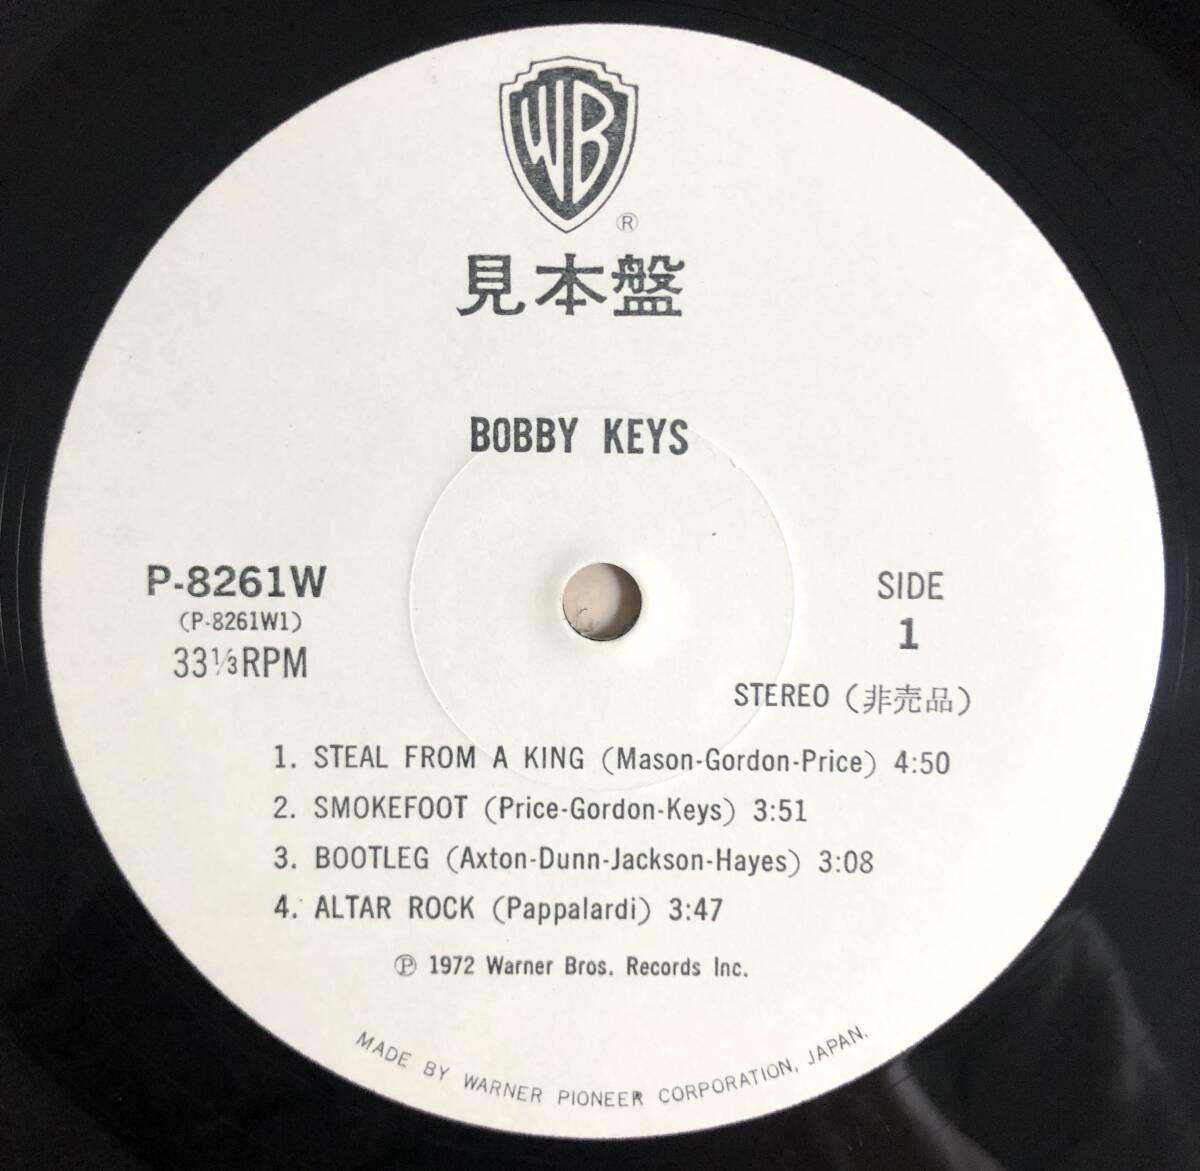 WB
®
見本盤
BOBBY KEYS
P-8261W
(P-8261W1)
33⅓RPM
SIDE
1
STEREO (非売品)
1. STEAL FROM A KING (Mason-Gordon-Price) 4:50
2. SMOKEFOOT (Price-Gordon-Keys) 3:51
3. BOOTLEG (Axton-Dunn-Jackson-Hayes) 3:08
4. ALTAR ROCK (Pappalardi) 3:47
℗ 1972 Warner Bros. Records Inc.
MADE BY WARNER PIONEER CORPORATION, JAPAN.